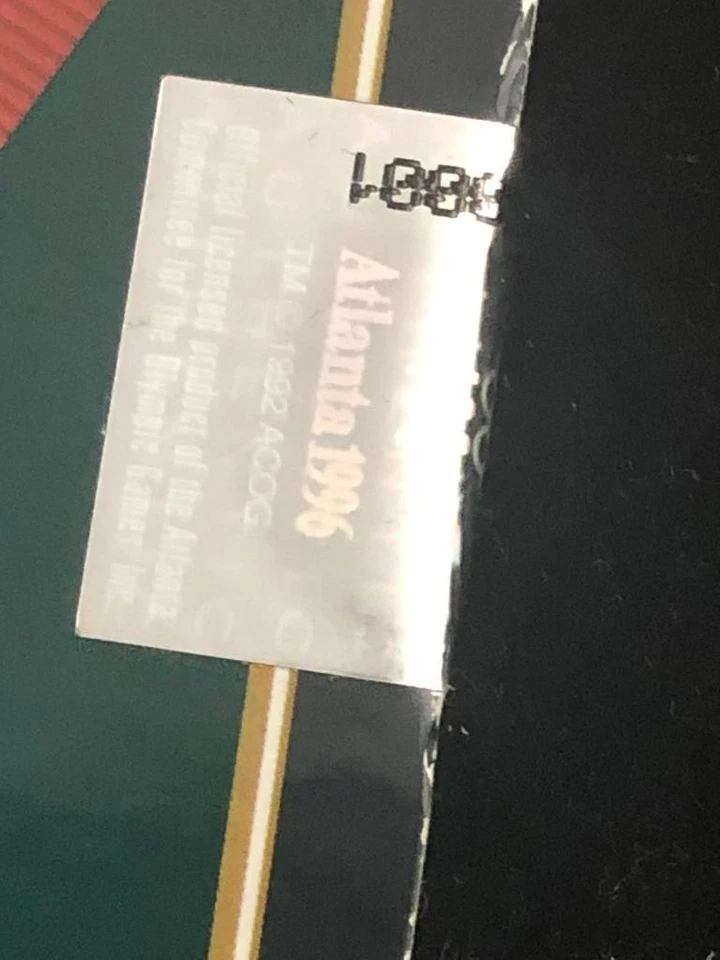 Atlanta 1996
TM © 1992 ACOG
Official licensed product of the Atlanta
Committee for the Olympic Games Inc.